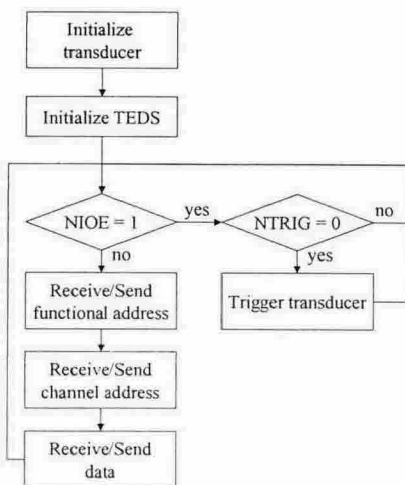 Initialize
transducer
Initialize TEDS
NIOE = 1
yes
NTRIG = 0
no
no
yes
Receive/Send
functional address
Trigger transducer
Receive/Send
channel address
Receive/Send
data